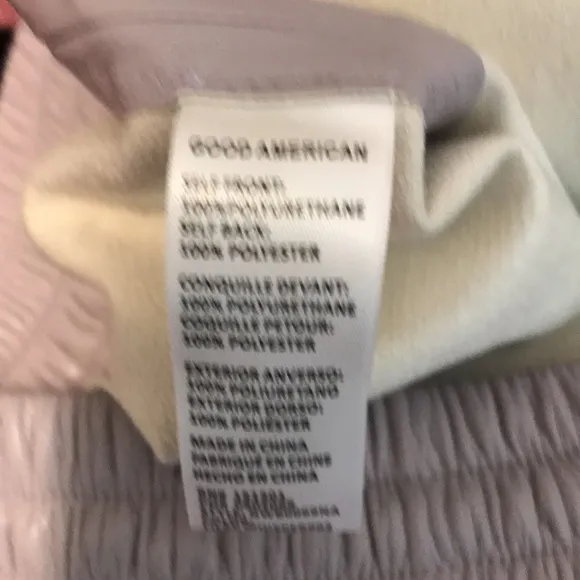 GOOD AMERICAN
SELF FRONT:
100% POLYURETHANE
SELF BACK:
100% POLYESTER
COQUILLE DEVANT:
100% POLYURETHANE
COQUILLE RETOUR:
100% POLYESTER
EXTERIOR ANVERSO:
100% POLIURETANO
EXTERIOR DORSO:
100% POLYESTER
MADE IN CHINA
FABRIQUÉ EN CHINE
HECHO EN CHINA